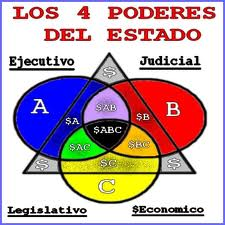 LOS 4 PODERES
DEL ESTADO
Ejecutivo
Judicial
$
A
$AB
B
$A
$B
$ABC
$AC
$BC
$
$C
$
C
Legislativo
$Economico